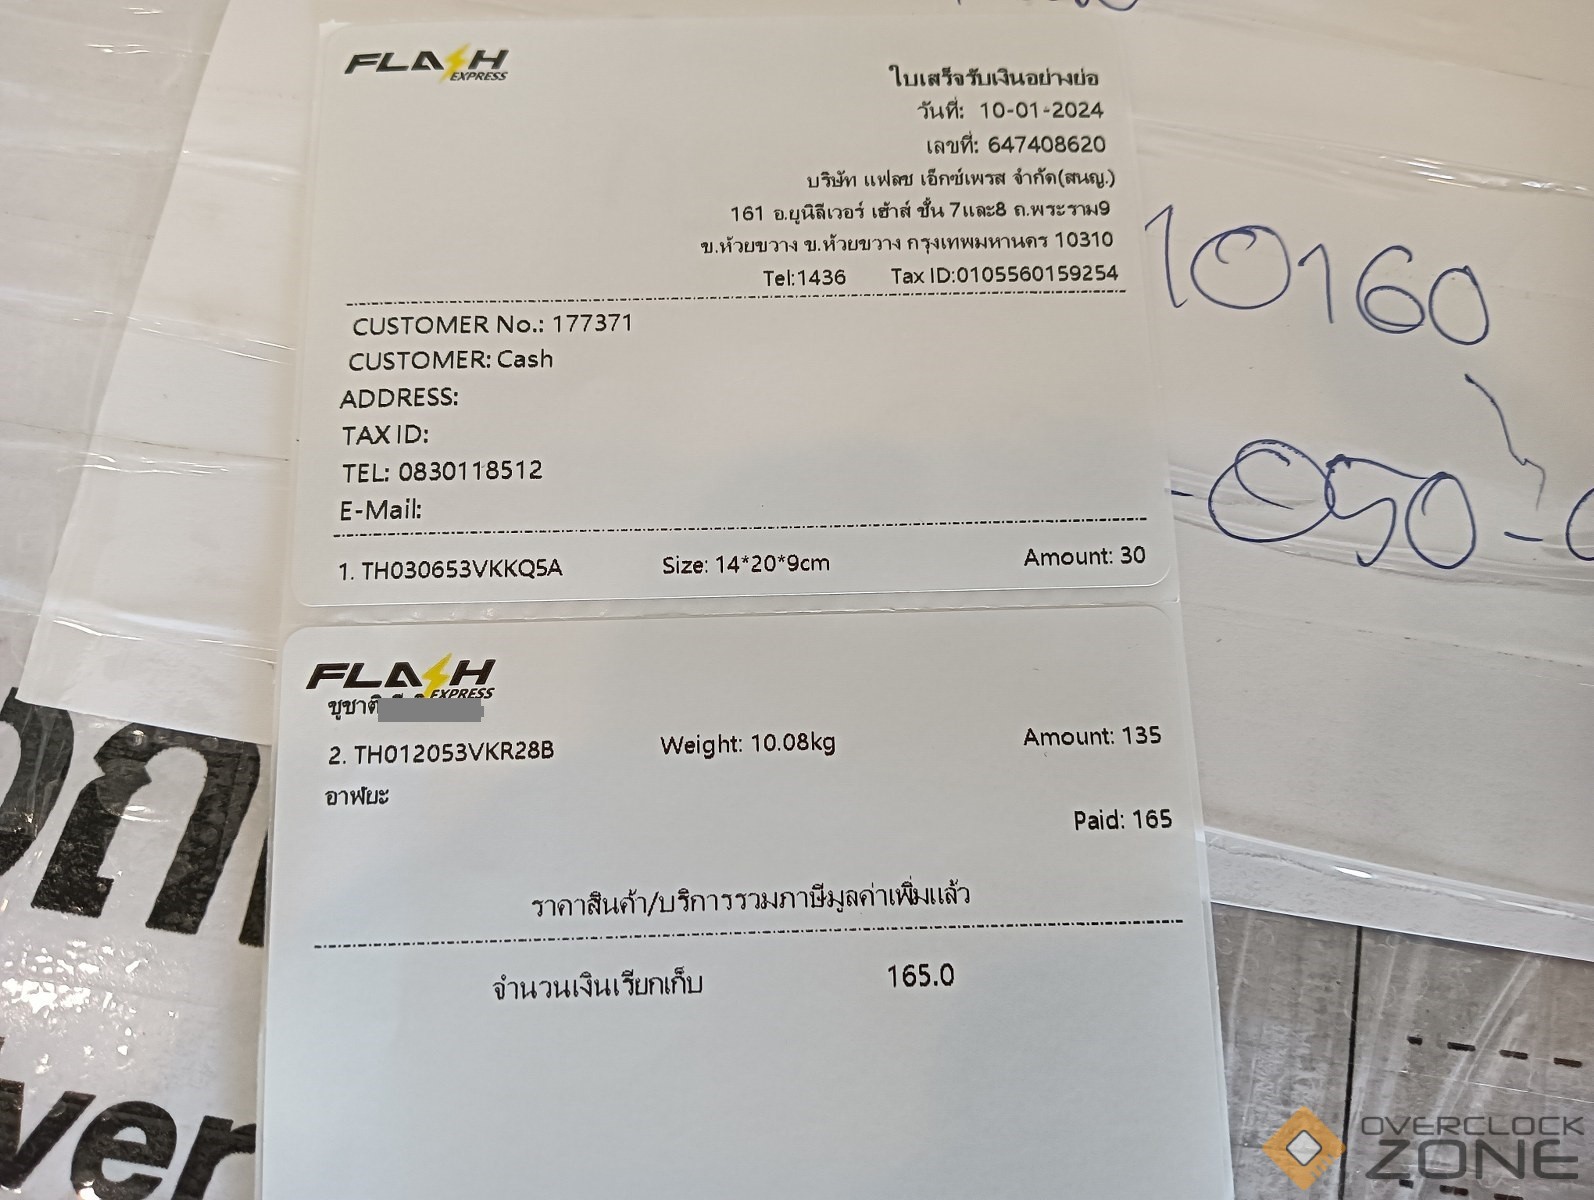 FLASH EXPRESS
ใบเสร็จรับเงินอย่างย่อ
วันที่: 10-01-2024
เลขที่: 647408620
บริษัท แฟลช เอ็กซ์เพรส จำกัด(สนญ.)
161 อ.ยูนิลีเวอร์ เฮ้าส์ ชั้น 7และ8 ถ.พระราม9
ข.ห้วยขวาง ข.ห้วยขวาง กรุงเทพมหานคร 10310
Tel:1436 Tax ID:0105560159254
CUSTOMER No.: 177371
CUSTOMER: Cash
ADDRESS:
TAX ID:
TEL: 0830118512
E-Mail:
1. TH030653VKKQ5A Size: 14*20*9cm Amount: 30
10160
-090-
FLASH EXPRESS
ชูชาติ
2. TH012053VKR28B Weight: 10.08kg Amount: 135
อาฬยะ
Paid: 165
ราคาสินค้า/บริการรวมภาษีมูลค่าเพิ่มแล้ว
จำนวนเงินเรียกเก็บ 165.0
ver
OVERCLOCK
ZONE